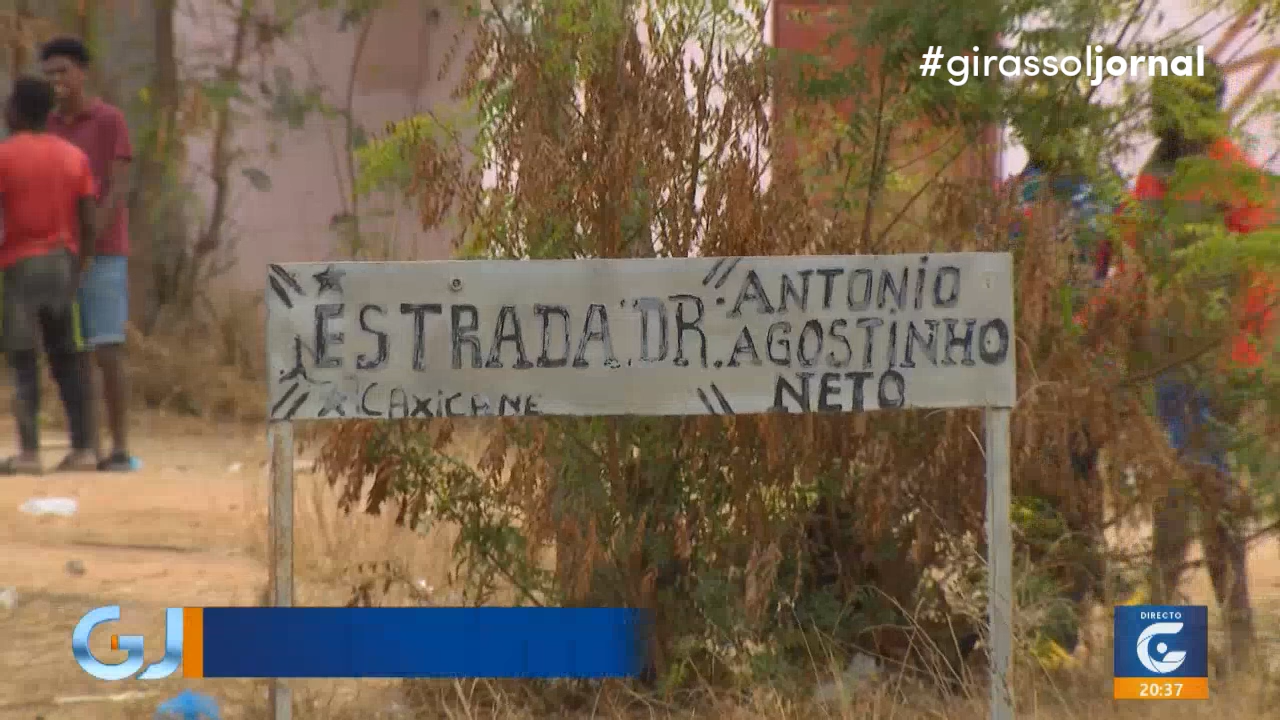 #girassoljornal
ANTONIO
ESTRADA DR. AGOSTINHO
NETO
CAXICANE
GJ
DIRECTO
20:37